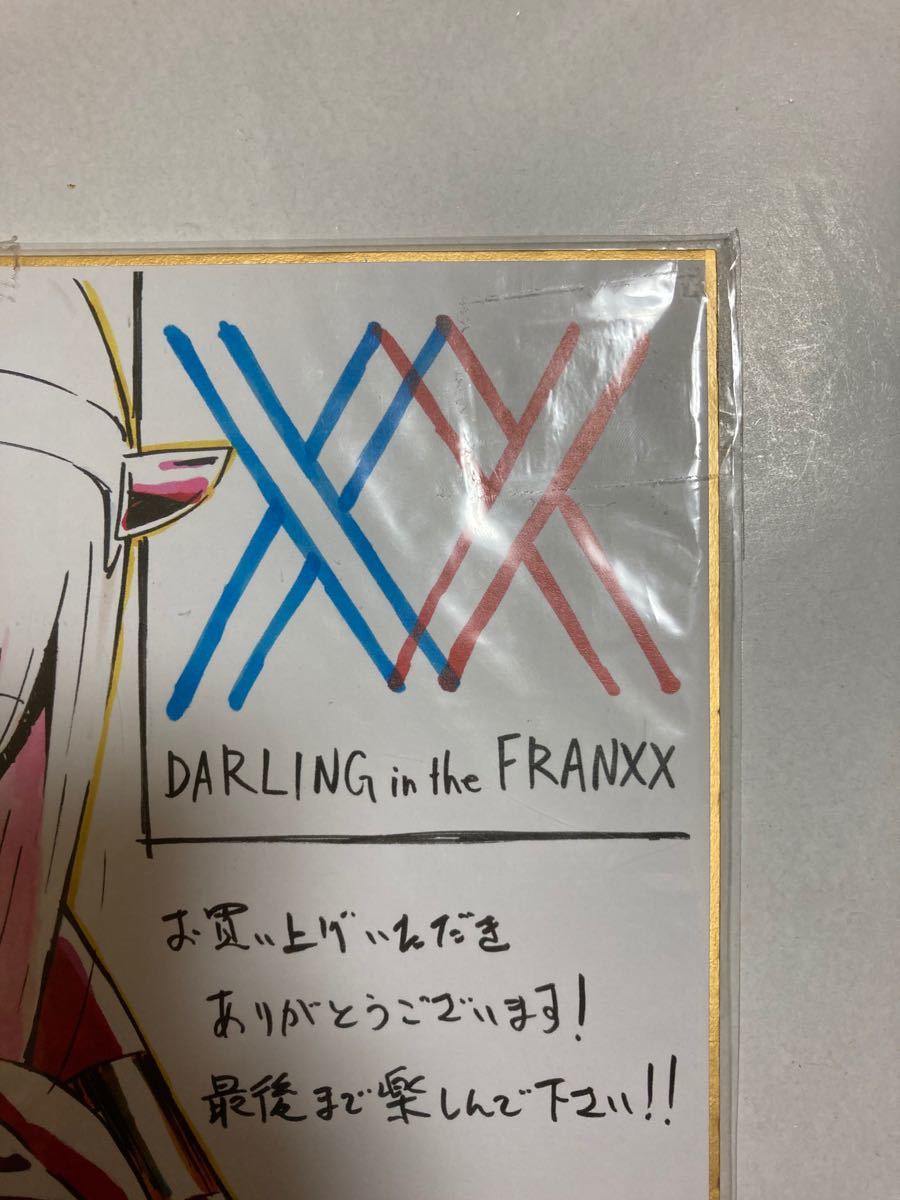 XX
DARLING in the FRANXX
お買い上げいただき
ありがとうございます!
最後まで楽しんで下さい!!